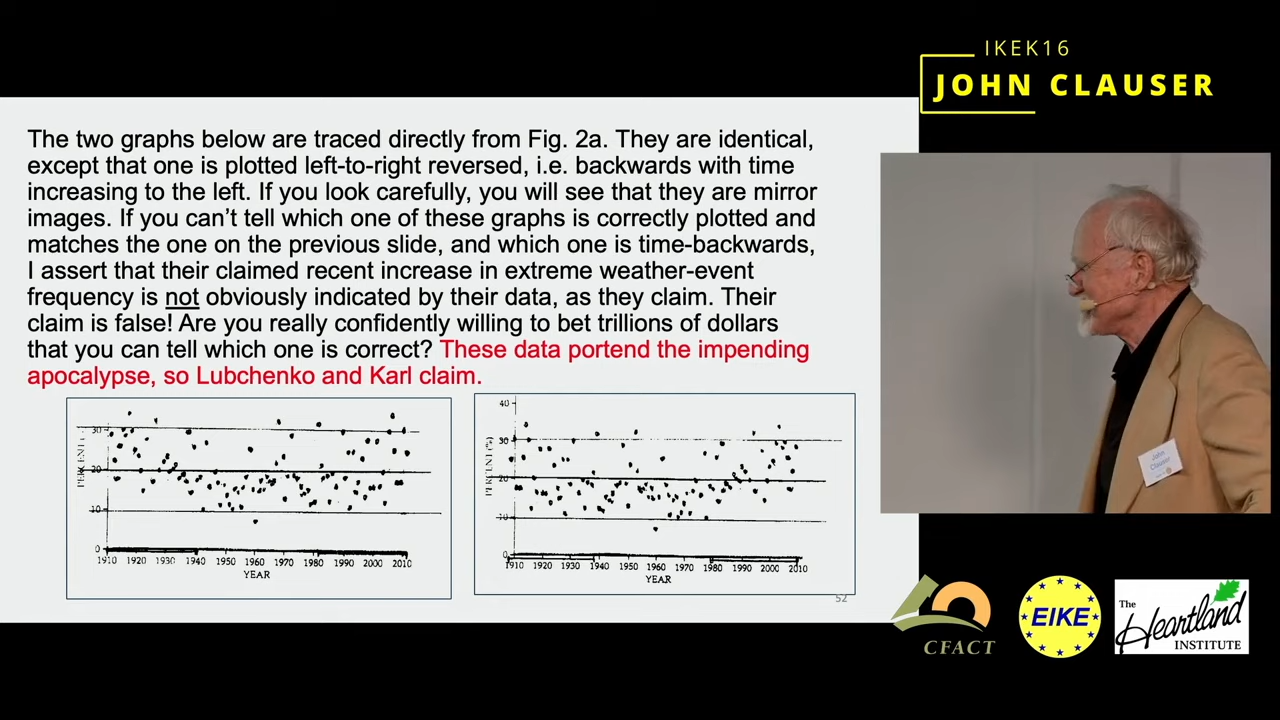 IKEK16
JOHN CLAUSER
The two graphs below are traced directly from Fig. 2a. They are identical,
except that one is plotted left-to-right reversed, i.e. backwards with time
increasing to the left. If you look carefully, you will see that they are mirror
images. If you can’t tell which one of these graphs is correctly plotted and
matches the one on the previous slide, and which one is time-backwards,
I assert that their claimed recent increase in extreme weather-event
frequency is not obviously indicated by their data, as they claim. Their
claim is false! Are you really confidently willing to bet trillions of dollars
that you can tell which one is correct? These data portend the impending
apocalypse, so Lubchenko and Karl claim.
30
20
10
0
PERCENT
1910 1920 1930 1940 1950 1960 1970 1980 1990 2000 2010
YEAR
40
30
20
10
0
PERCENT (%)
1910 1920 1930 1940 1950 1960 1970 1980 1990 2000 2010
YEAR
52
John
Clauser
CFACT
EIKE
The
Heartland
INSTITUTE